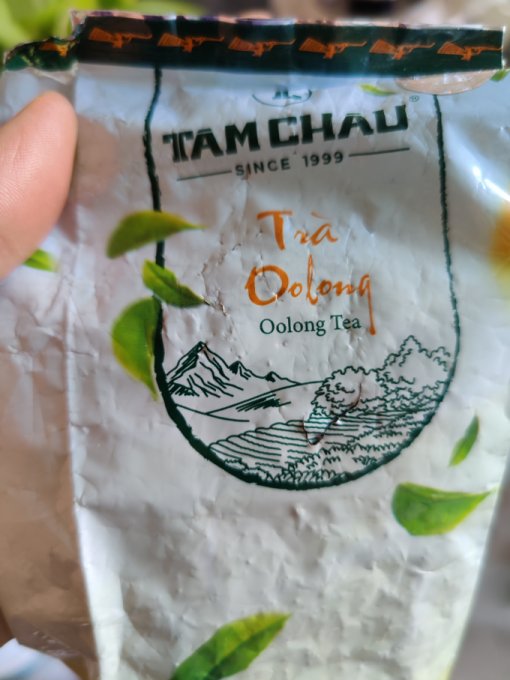 TAM CHAU®
SINCE 1999
Trà
Oolong
Oolong Tea